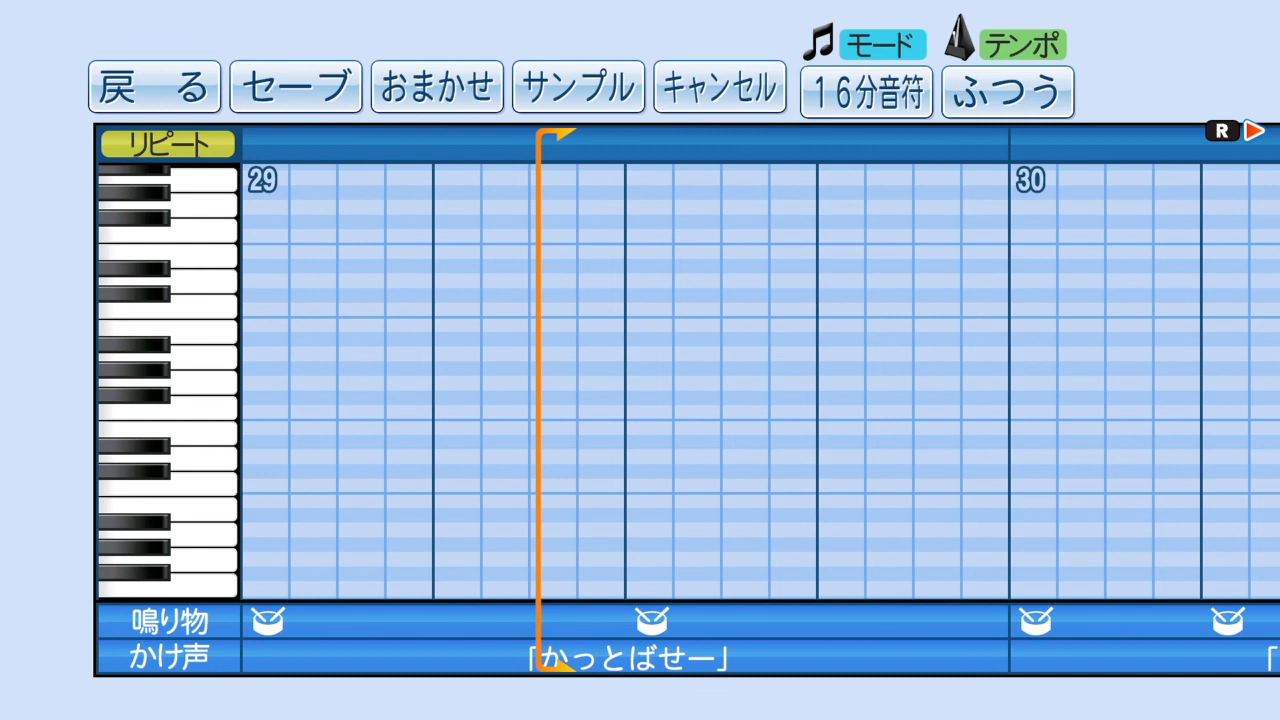 モード テンポ
戻 る セーブ おまかせ サンプル キャンセル 16分音符 ふつう
リピート R
29 30
鳴り物
かけ声 「かっとばせー」 「